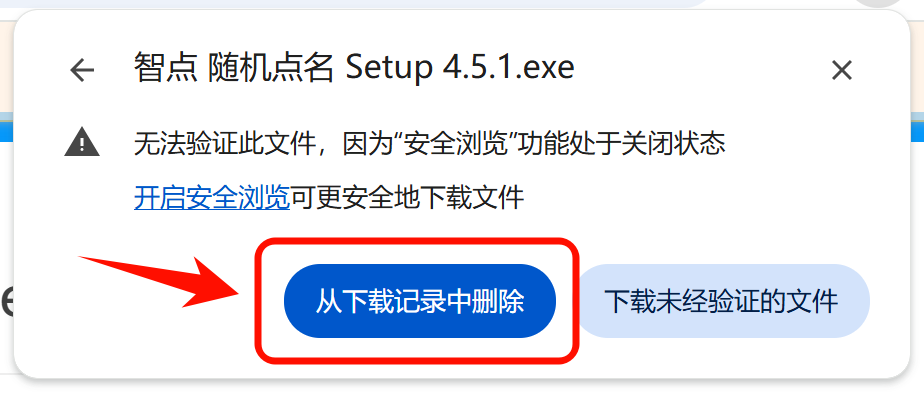 智点 随机点名 Setup 4.5.1.exe
无法验证此文件，因为“安全浏览”功能处于关闭状态
开启安全浏览可更安全地下载文件
从下载记录中删除
下载未经验证的文件